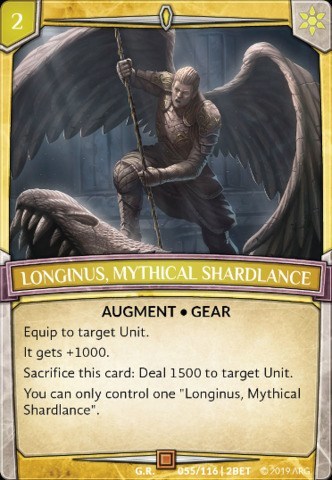 2
LONGINUS, MYTHICAL SHARDLANCE
AUGMENT • GEAR
Equip to target Unit.
It gets +1000.
Sacrifice this card: Deal 1500 to target Unit.
You can only control one "Longinus, Mythical
Shardlance".
G.R. 055/116 | 2BET © 2019 ARG